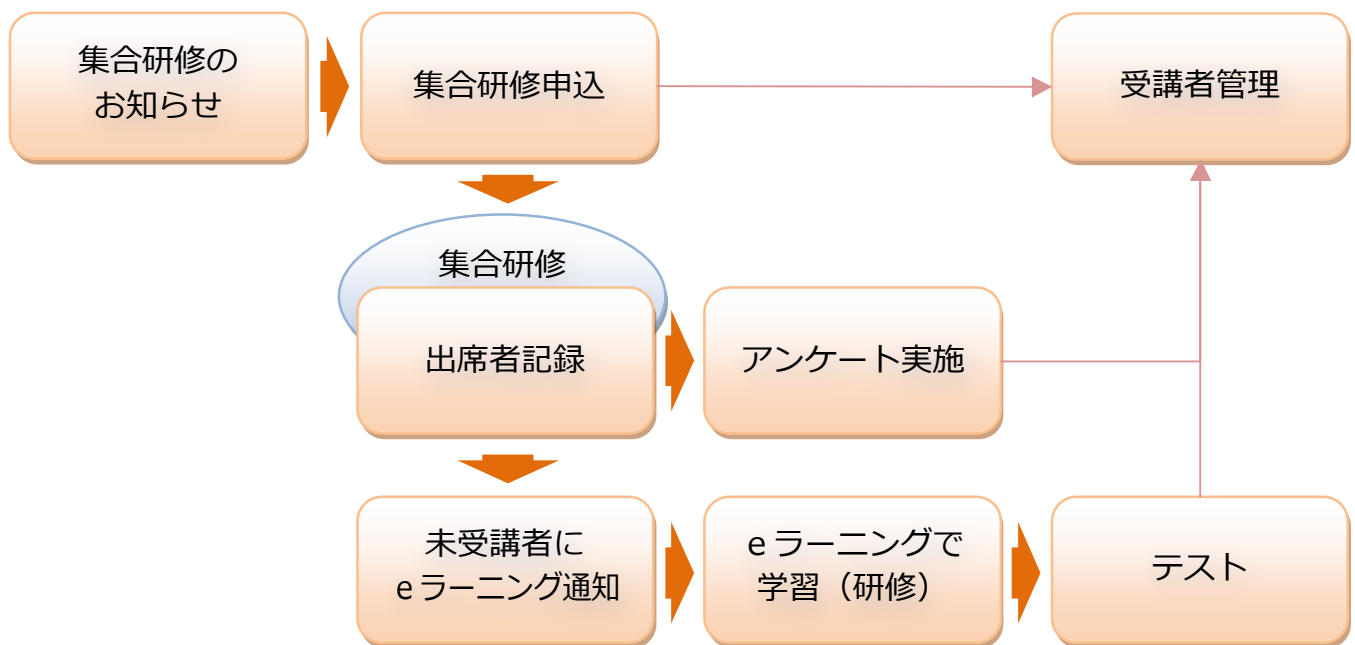 集合研修の
お知らせ
集合研修申込
受講者管理
集合研修
出席者記録
アンケート実施
未受講者に
eラーニング通知
eラーニングで
学習（研修）
テスト